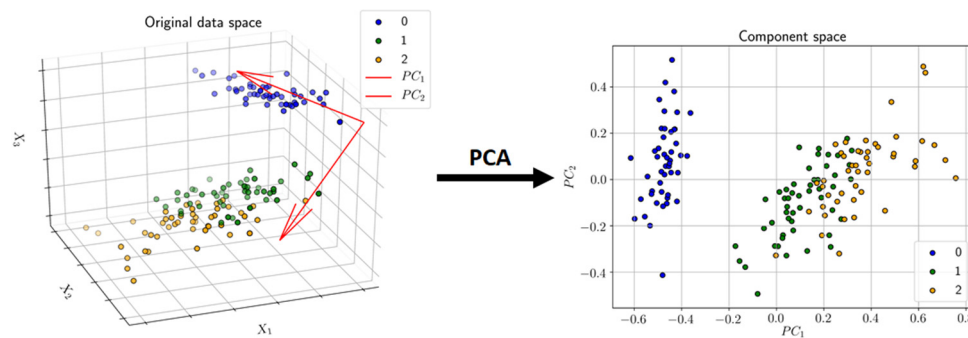 Original data space
0
1
2
PC1
PC2
X3
X2
X1
PCA
Component space
PC2
0.4
0.2
0.0
−0.2
−0.4
0
1
2
−0.6 −0.4 −0.2 0.0 0.2 0.4 0.6 0.8
PC1